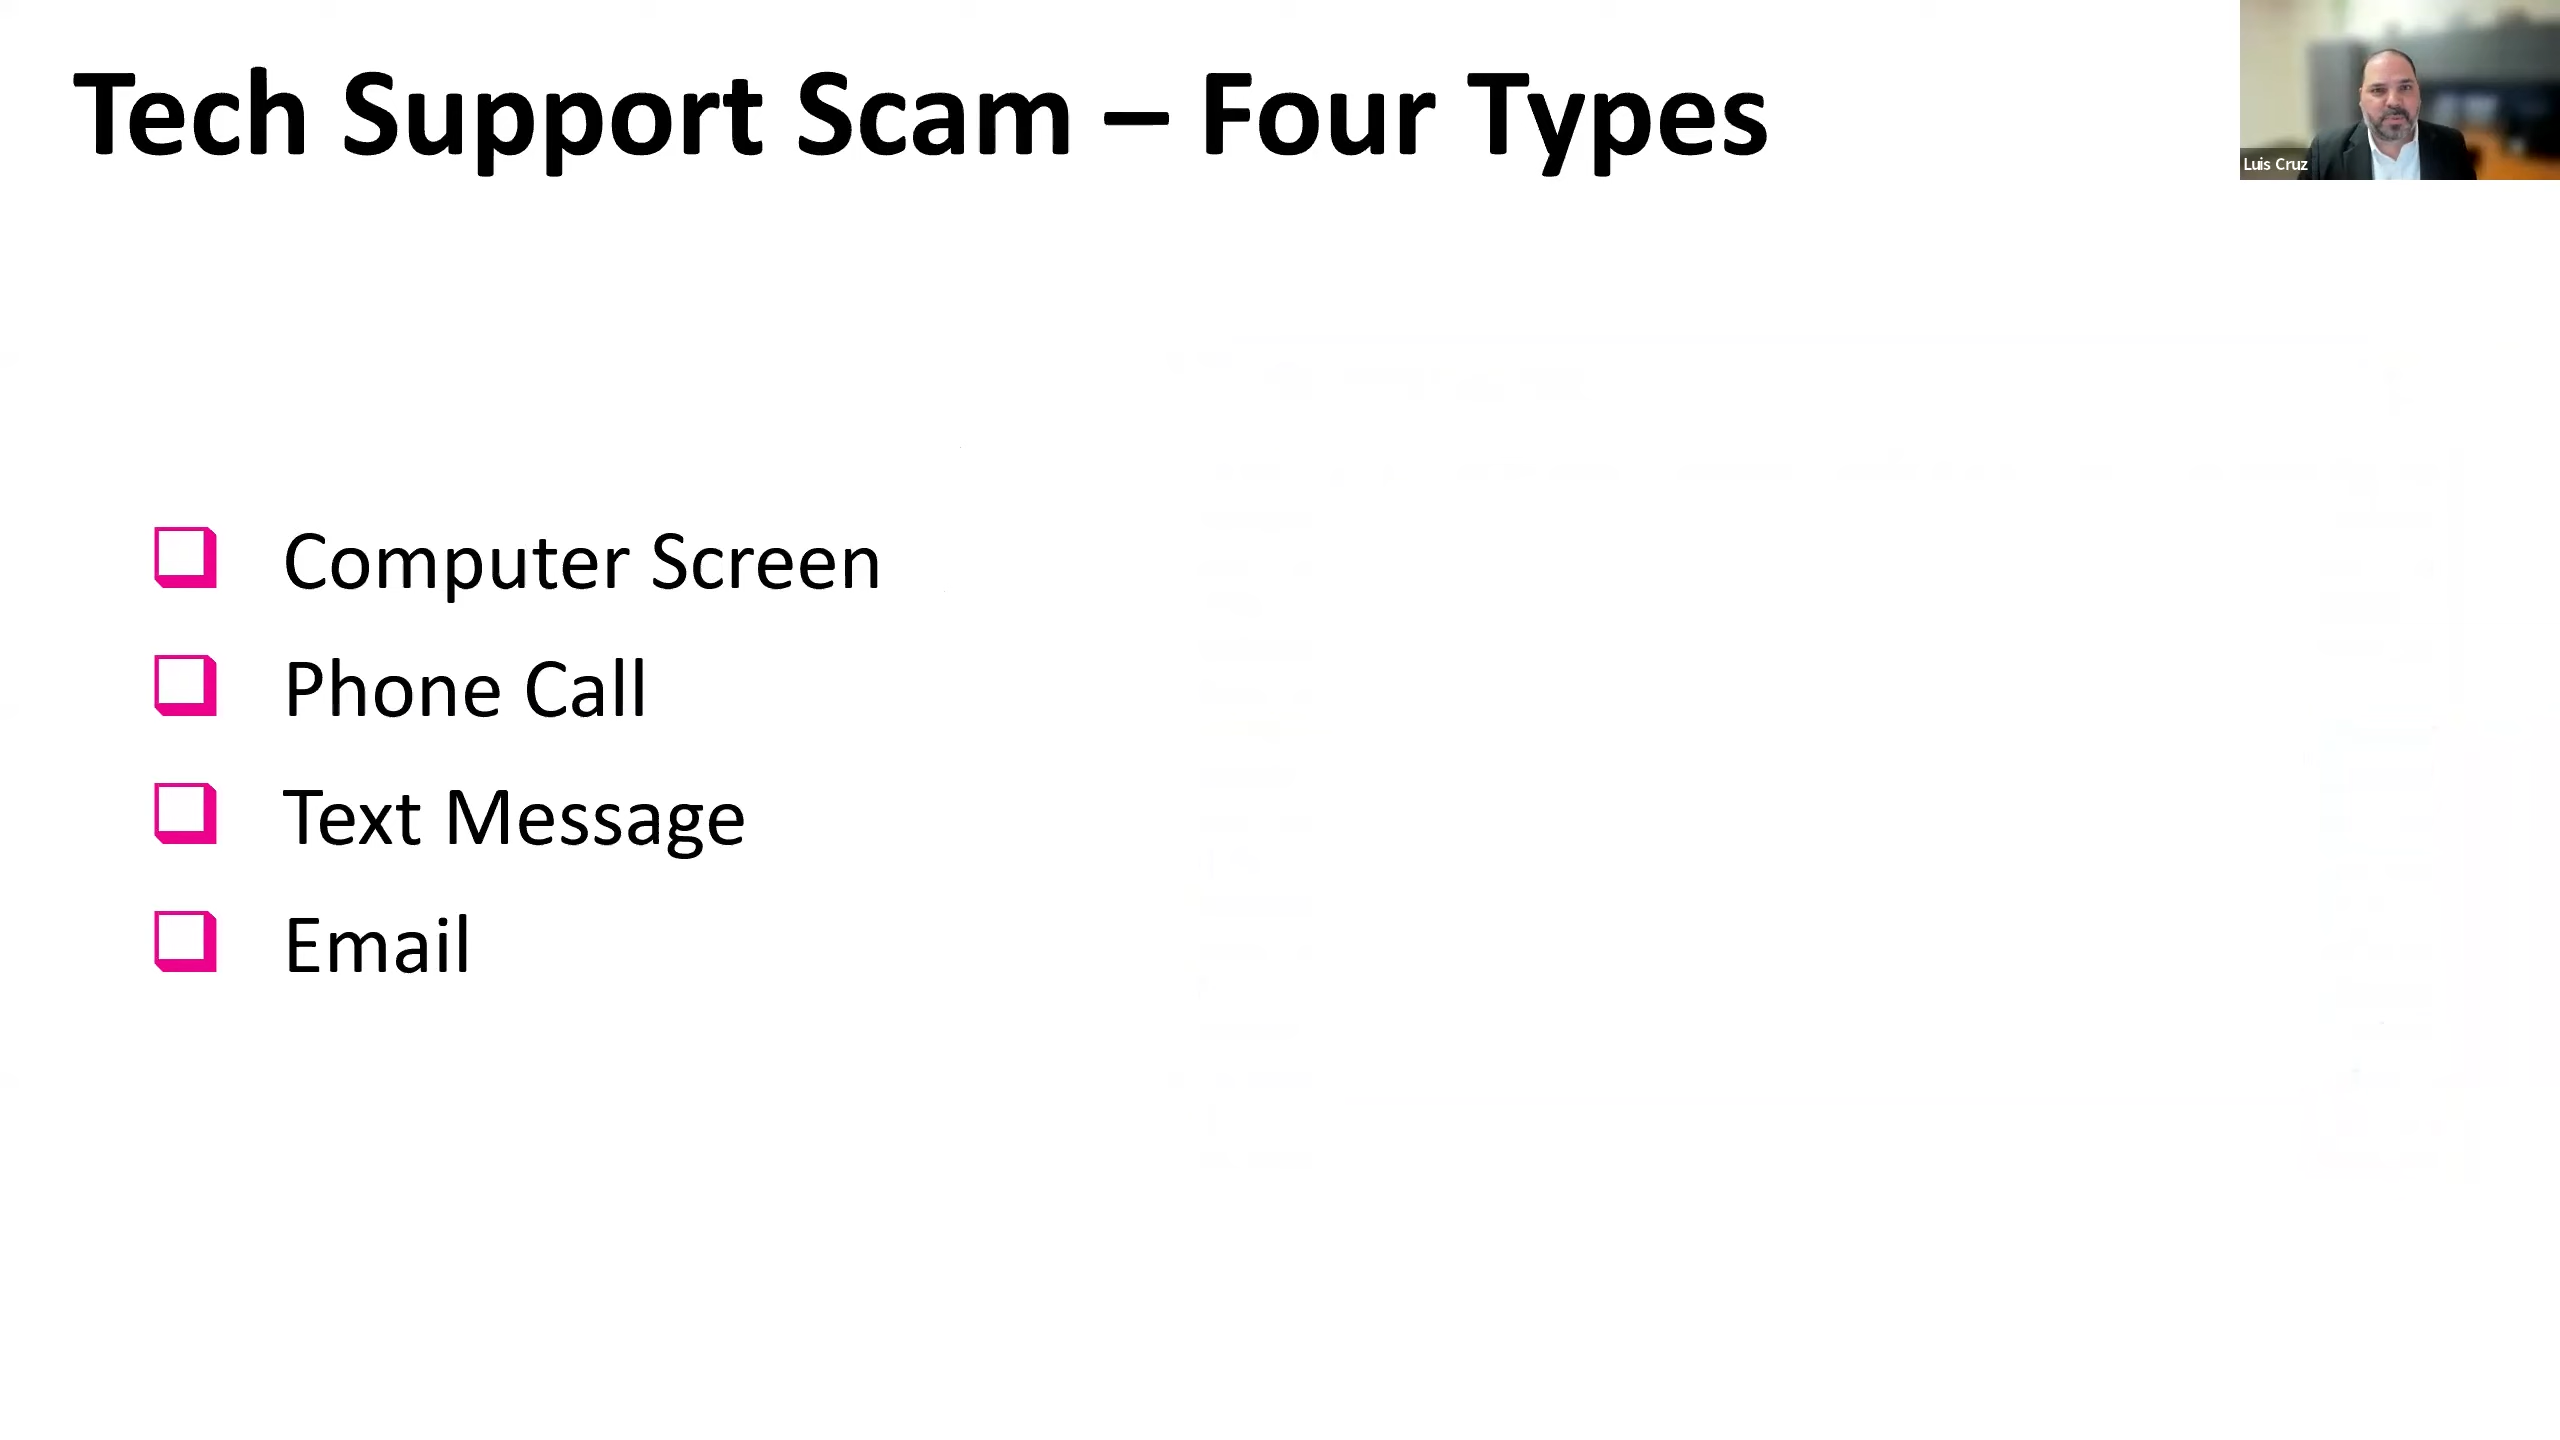 Tech Support Scam – Four Types
Luis Cruz
Computer Screen
Phone Call
Text Message
Email